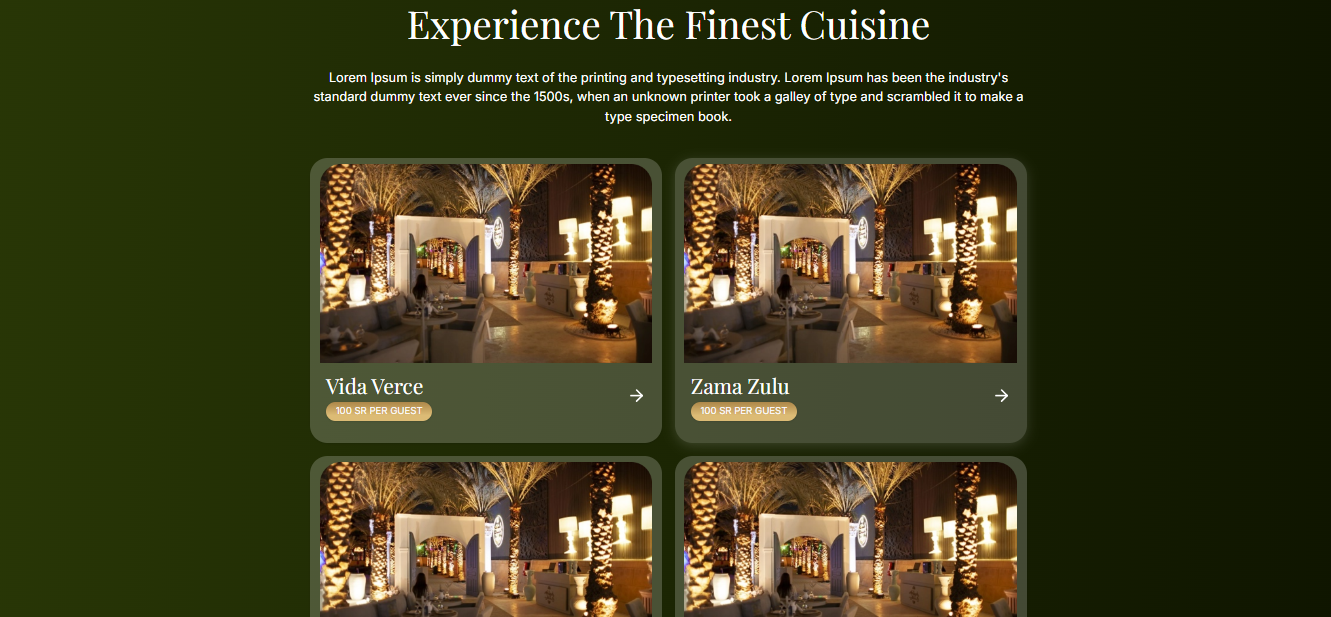 Experience The Finest Cuisine
Lorem Ipsum is simply dummy text of the printing and typesetting industry. Lorem Ipsum has been the industry's
standard dummy text ever since the 1500s, when an unknown printer took a galley of type and scrambled it to make a
type specimen book.
Vida Verce
100 SR PER GUEST
Zama Zulu
100 SR PER GUEST